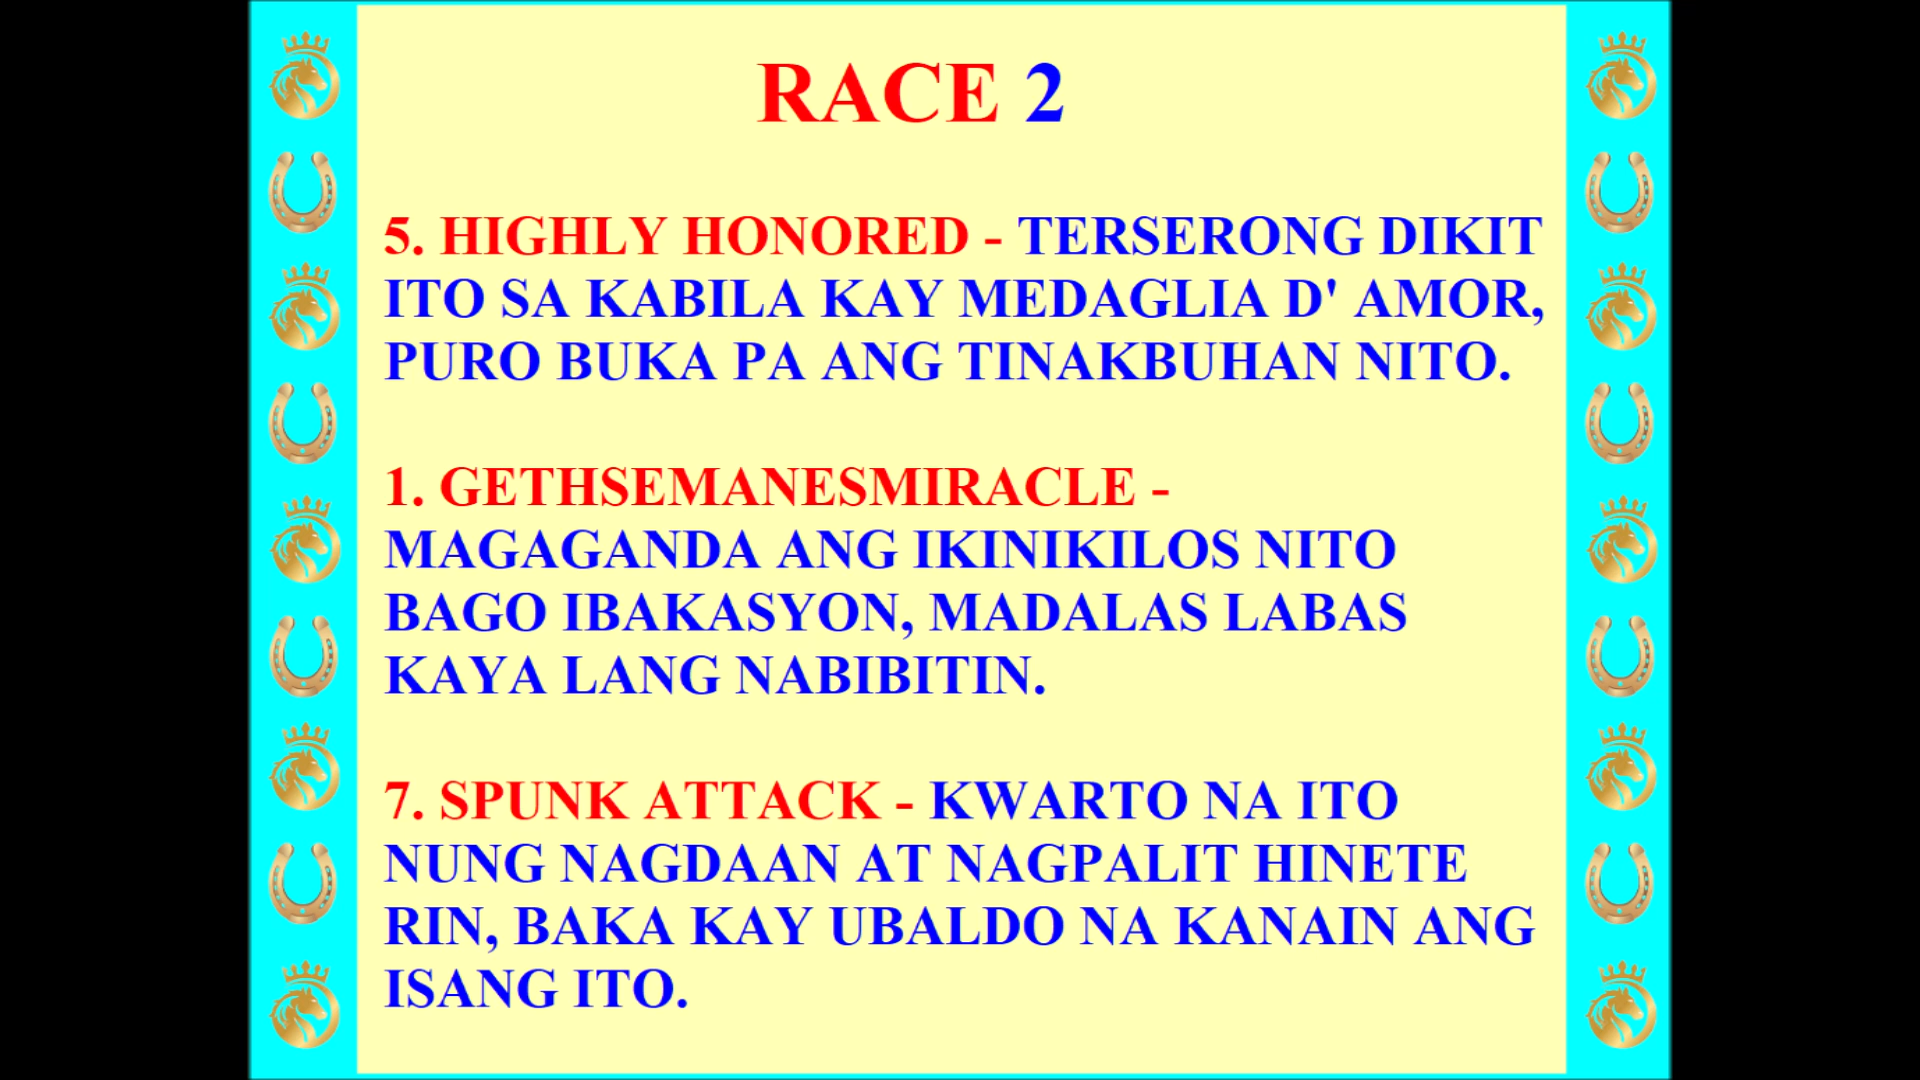 RACE 2
5. HIGHLY HONORED - TERSERONG DIKIT
ITO SA KABILA KAY MEDAGLIA D' AMOR,
PURO BUKA PA ANG TINAKBUHAN NITO.
1. GETHSEMANESMIRACLE -
MAGAGANDA ANG IKINIKILOS NITO
BAGO IBAKASYON, MADALAS LABAS
KAYA LANG NABIBITIN.
7. SPUNK ATTACK - KWARTO NA ITO
NUNG NAGDAAN AT NAGPALIT HINETE
RIN, BAKA KAY UBALDO NA KANAIN ANG
ISANG ITO.